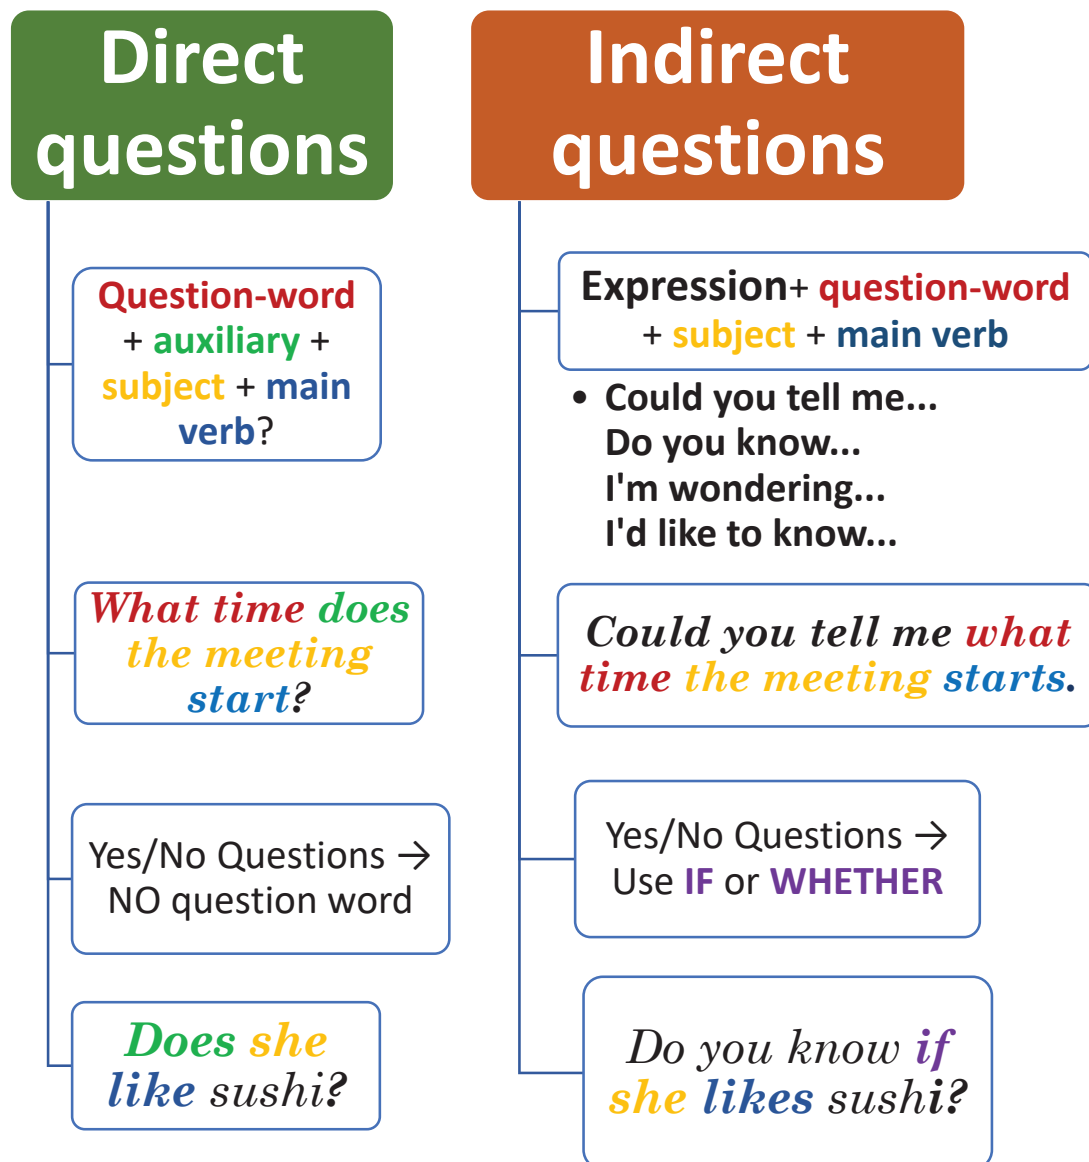 Direct
questions
Question-word
+ auxiliary +
subject + main
verb?
What time does
the meeting
start?
Yes/No Questions →
NO question word
Does she
like sushi?
Indirect
questions
Expression+ question-word
+ subject + main verb
• Could you tell me...
Do you know...
I'm wondering...
I'd like to know...
Could you tell me what
time the meeting starts.
Yes/No Questions →
Use IF or WHETHER
Do you know if
she likes sushi?